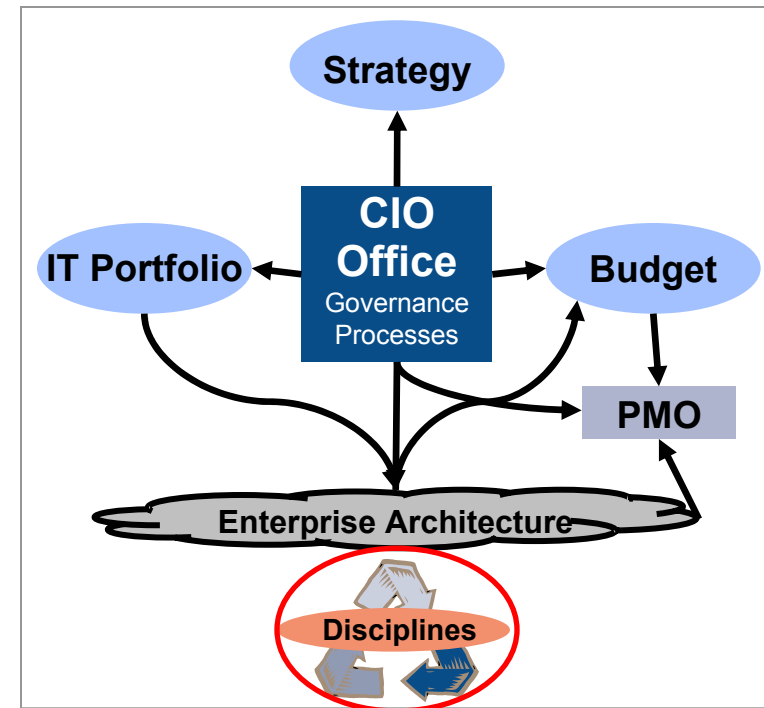 Strategy
CIO
Office
Governance
Processes
IT Portfolio
Budget
PMO
Enterprise Architecture
Disciplines